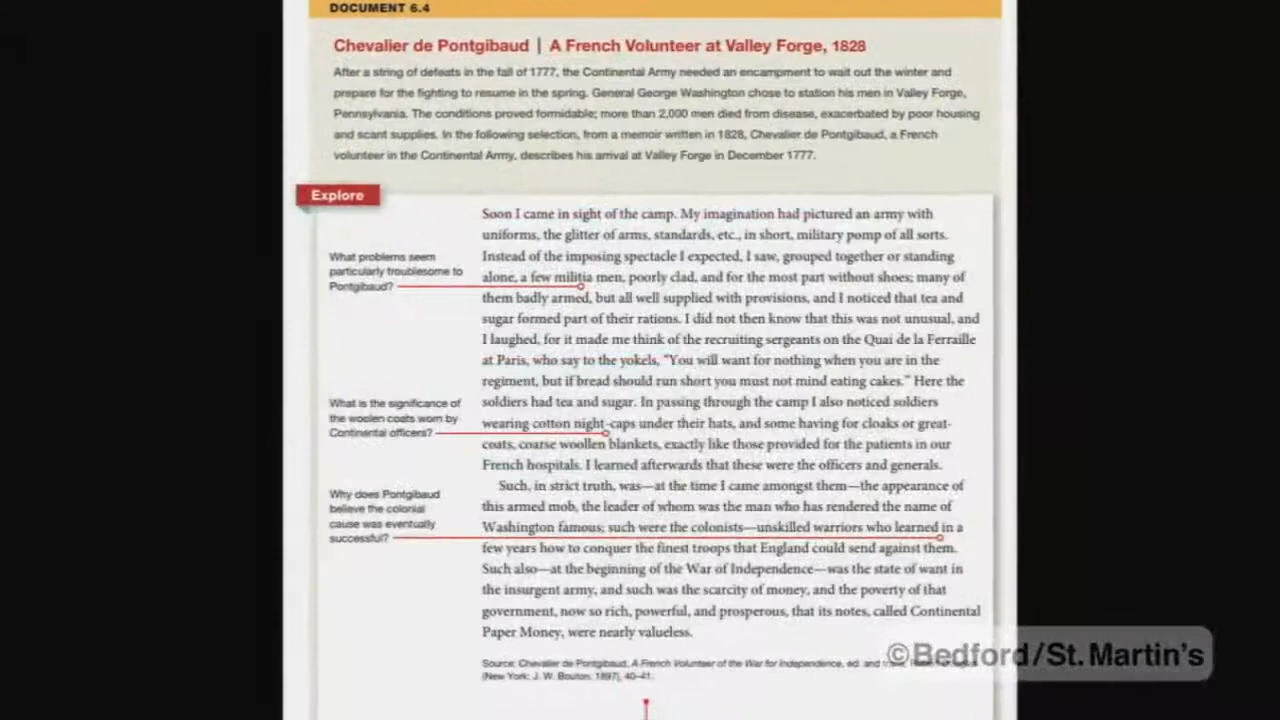 DOCUMENT 6.4
Chevalier de Pontgibaud | A French Volunteer at Valley Forge, 1828
After a string of defeats in the fall of 1777, the Continental Army needed an encampment to wait out the winter and
prepare for the fighting to resume in the spring. General George Washington chose to station his men in Valley Forge,
Pennsylvania. The conditions proved formidable; more than 2,000 men died from disease, exacerbated by poor housing
and scant supplies. In the following selection, from a memoir written in 1828, Chevalier de Pontgibaud, a French
volunteer in the Continental Army, describes his arrival at Valley Forge in December 1777.
Explore
What problems seem
particularly troublesome to
Pontgibaud?
What is the significance of
the woolen coats worn by
Continental officers?
Why does Pontgibaud
believe the colonial
cause was eventually
successful?
Soon I came in sight of the camp. My imagination had pictured an army with
uniforms, the glitter of arms, standards, etc., in short, military pomp of all sorts.
Instead of the imposing spectacle I expected, I saw, grouped together or standing
alone, a few militia men, poorly clad, and for the most part without shoes; many of
them badly armed, but all well supplied with provisions, and I noticed that tea and
sugar formed part of their rations. I did not then know that this was not unusual, and
I laughed, for it made me think of the recruiting sergeants on the Quai de la Ferraille
at Paris, who say to the yokels, "You will want for nothing when you are in the
regiment, but if bread should run short you must not mind eating cakes." Here the
soldiers had tea and sugar. In passing through the camp I also noticed soldiers
wearing cotton night-caps under their hats, and some having for cloaks or great-
coats, coarse woollen blankets, exactly like those provided for the patients in our
French hospitals. I learned afterwards that these were the officers and generals.
Such, in strict truth, was—at the time I came amongst them—the appearance of
this armed mob, the leader of whom was the man who has rendered the name of
Washington famous; such were the colonists—unskilled warriors who learned in a
few years how to conquer the finest troops that England could send against them.
Such also—at the beginning of the War of Independence—was the state of want in
the insurgent army, and such was the scarcity of money, and the poverty of that
government, now so rich, powerful, and prosperous, that its notes, called Continental
Paper Money, were nearly valueless.
Source: Chevalier de Pontgibaud, A French Volunteer of the War for Independence, ed. and
(New York: J. W. Bouton, 1897), 40–41.
©Bedford/St. Martin's